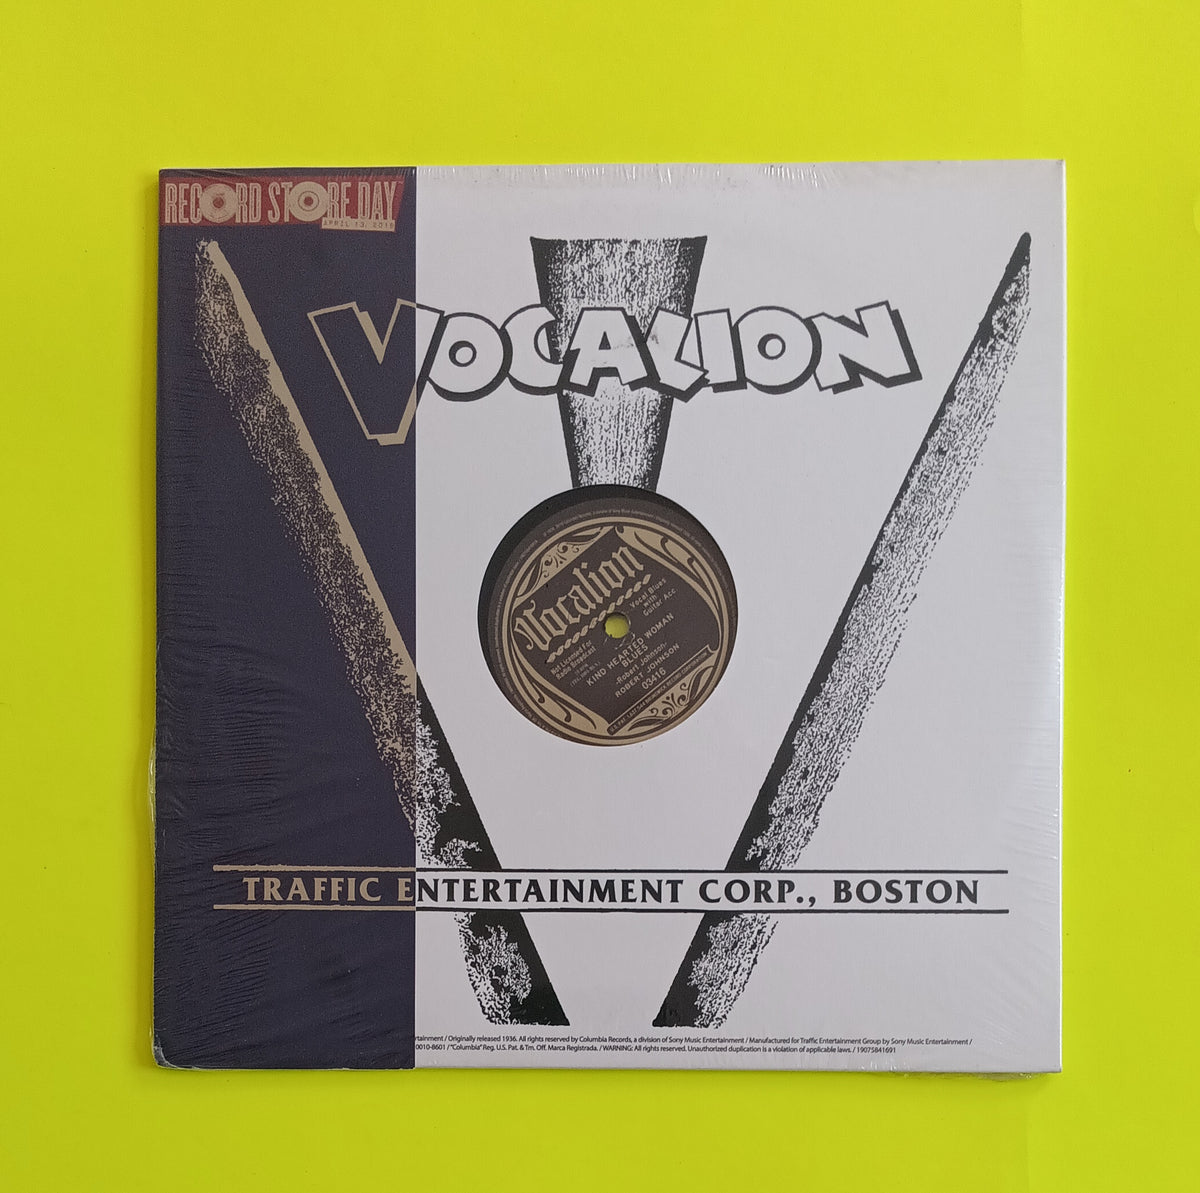 RECORD STORE DAY
APRIL 13, 2019
VOCALION
Vocalion
Vocal Blues
with
Guitar Acc
Not Licensed For
Radio Broadcast
KIND HEARTED WOMAN
BLUES
-Robert Johnson-
ROBERT JOHNSON
03416
TRAFFIC ENTERTAINMENT CORP., BOSTON
rtainment / Originally released 1936. All rights reserved by Columbia Records, a division of Sony Music Entertainment / Manufactured for Traffic Entertainment Group by Sony Music Entertainment /
0010-8601 / "Columbia" Reg. U.S. Pat. & Tm. Off. Marca Registrada. / WARNING: All rights reserved. Unauthorized duplication is a violation of applicable laws. / 19075841691